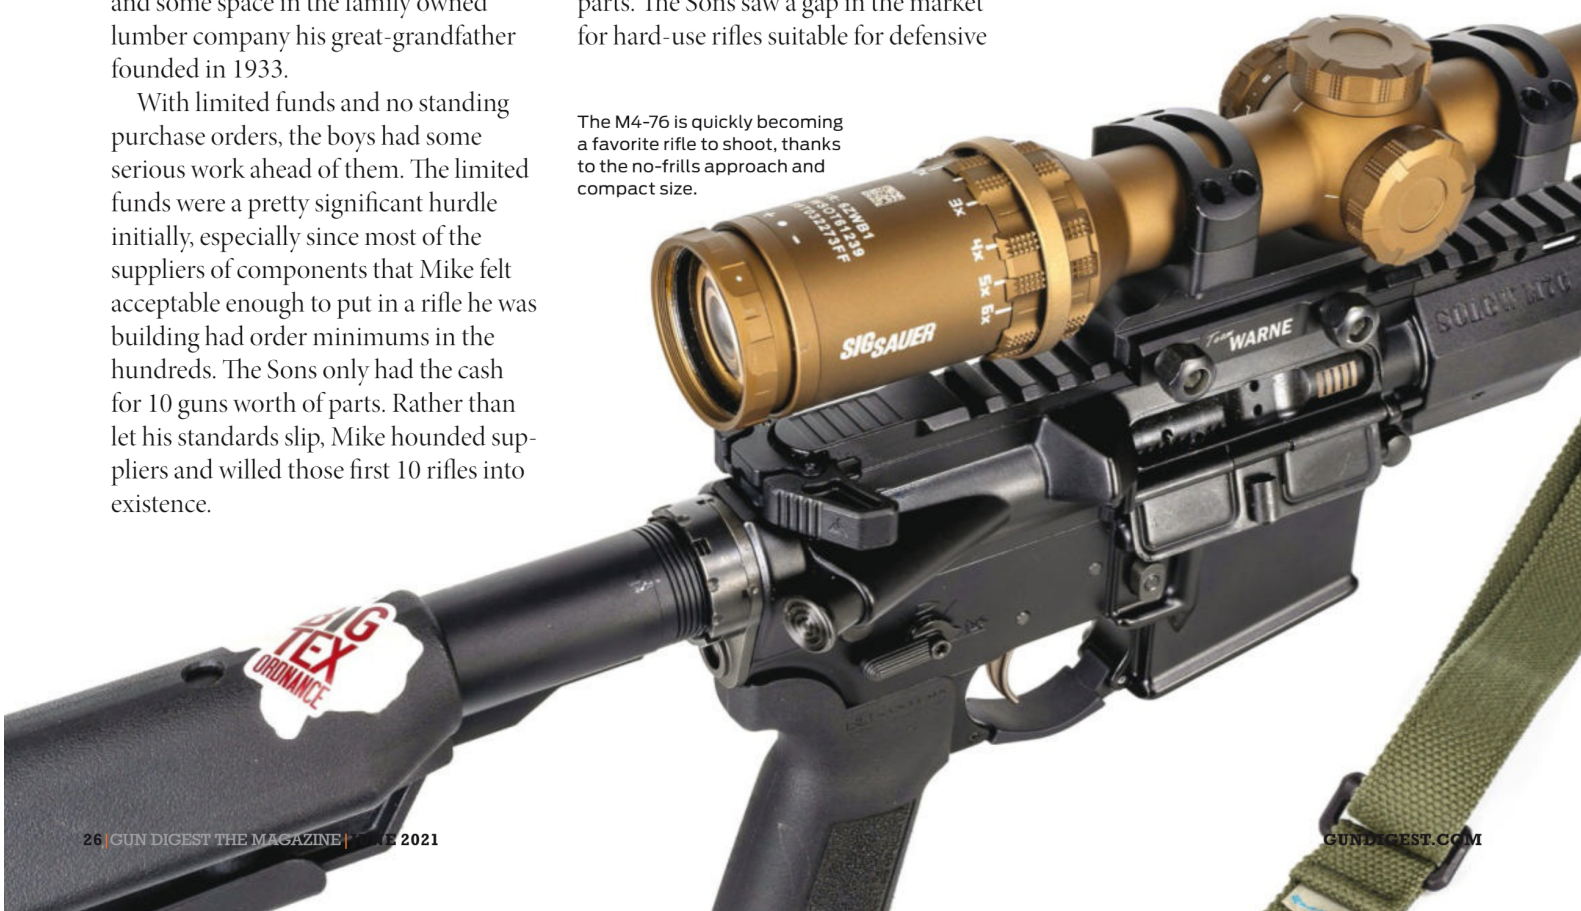 and some space in the family owned
lumber company his great-grandfather
founded in 1933.
With limited funds and no standing
purchase orders, the boys had some
serious work ahead of them. The limited
funds were a pretty significant hurdle
initially, especially since most of the
suppliers of components that Mike felt
acceptable enough to put in a rifle he was
building had order minimums in the
hundreds. The Sons only had the cash
for 10 guns worth of parts. Rather than
let his standards slip, Mike hounded sup-
pliers and willed those first 10 rifles into
existence.
parts. The Sons saw a gap in the market
for hard-use rifles suitable for defensive
The M4-76 is quickly becoming
a favorite rifle to shoot, thanks
to the no-frills approach and
compact size.
3x
4x
5x
6x
SIG SAUER
Team WARNE
BIG
TEX
ORDNANCE
26|GUN DIGEST THE MAGAZINE|JUNE 2021
GUNDIGEST.COM